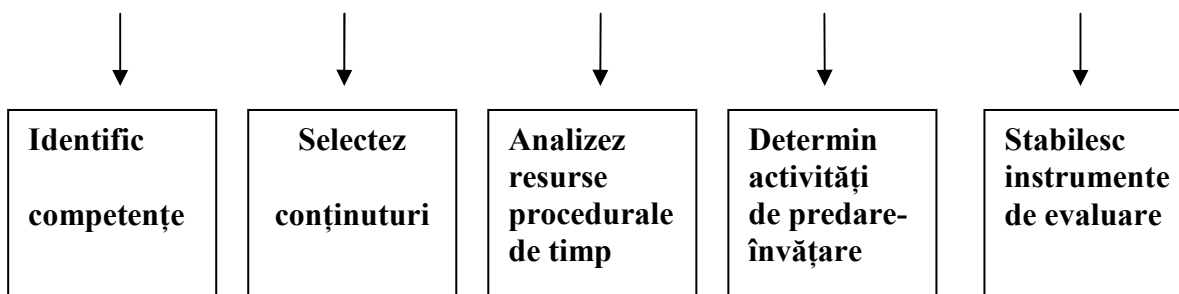 Identific
competențe
Selectez
conținuturi
Analizez
resurse
procedurale
de timp
Determin
activități
de predare-
învățare
Stabilesc
instrumente
de evaluare